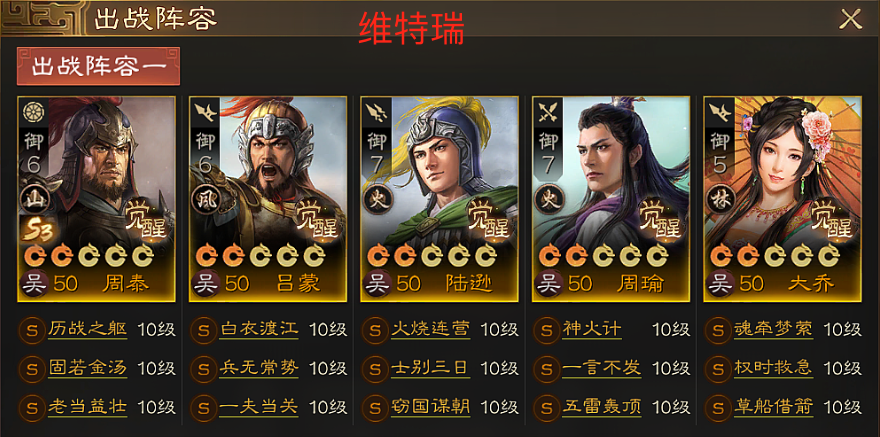 出战阵容
维特瑞
出战阵容一
御6 御6 御7 御7 御5
山 风 火 火 林
S3
觉醒 觉醒 觉醒 觉醒 觉醒
吴 50 周泰 吴 50 吕蒙 吴 50 陆逊 吴 50 周瑜 吴 50 大乔
S 历战之躯 10级 S 白衣渡江 10级 S 火烧连营 10级 S 神火计 10级 S 魂牵梦萦 10级
S 固若金汤 10级 S 兵无常势 10级 S 士别三日 10级 S 一言不发 10级 S 权时救急 10级
S 老当益壮 10级 S 一夫当关 10级 S 窃国谋朝 10级 S 五雷轰顶 10级 S 草船借箭 10级